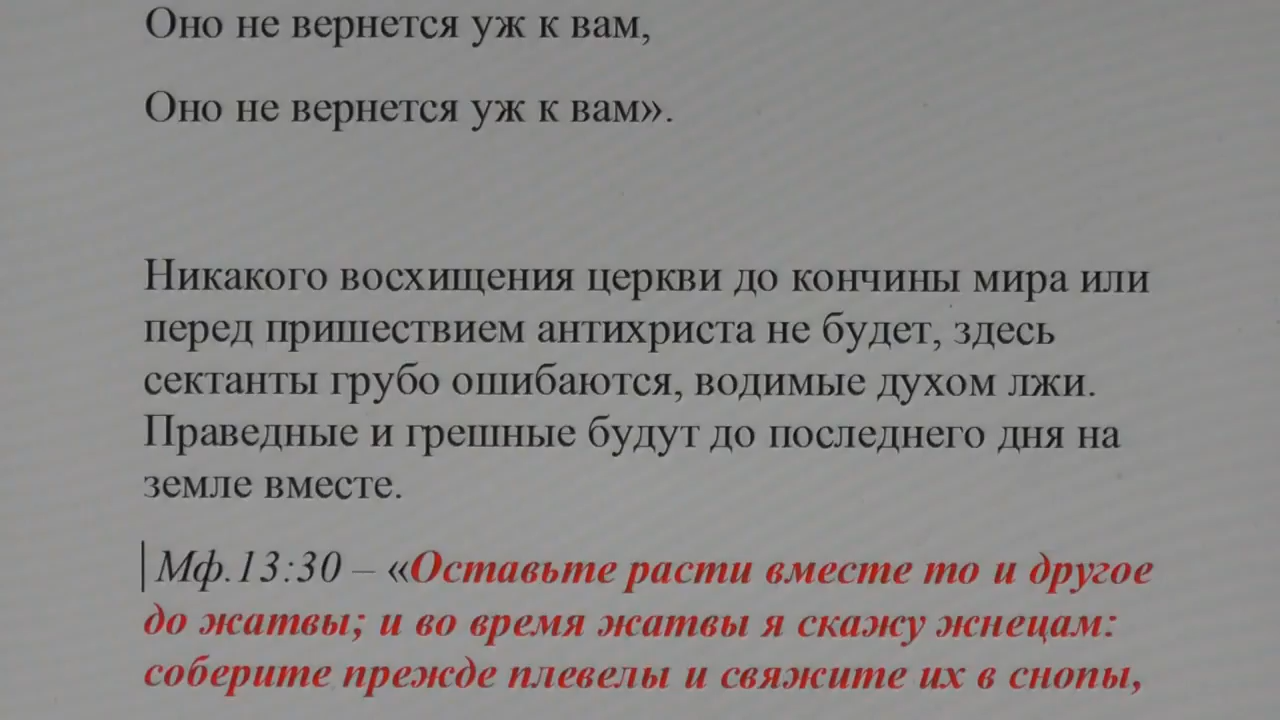 Оно не вернется уж к вам,
Оно не вернется уж к вам».
Никакого восхищения церкви до кончины мира или
перед пришествием антихриста не будет, здесь
сектанты грубо ошибаются, водимые духом лжи.
Праведные и грешные будут до последнего дня на
земле вместе.
Мф.13:30 – «Оставьте расти вместе то и другое
до жатвы; и во время жатвы я скажу жнецам:
соберите прежде плевелы и свяжите их в снопы,